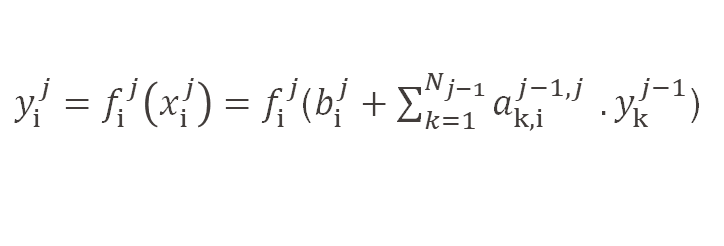 y_i^j = f_i^j(x_i^j) = f_i^j(b_i^j + ∑_{k=1}^{N_{j-1}} a_{k,i}^{j-1,j} . y_k^{j-1})